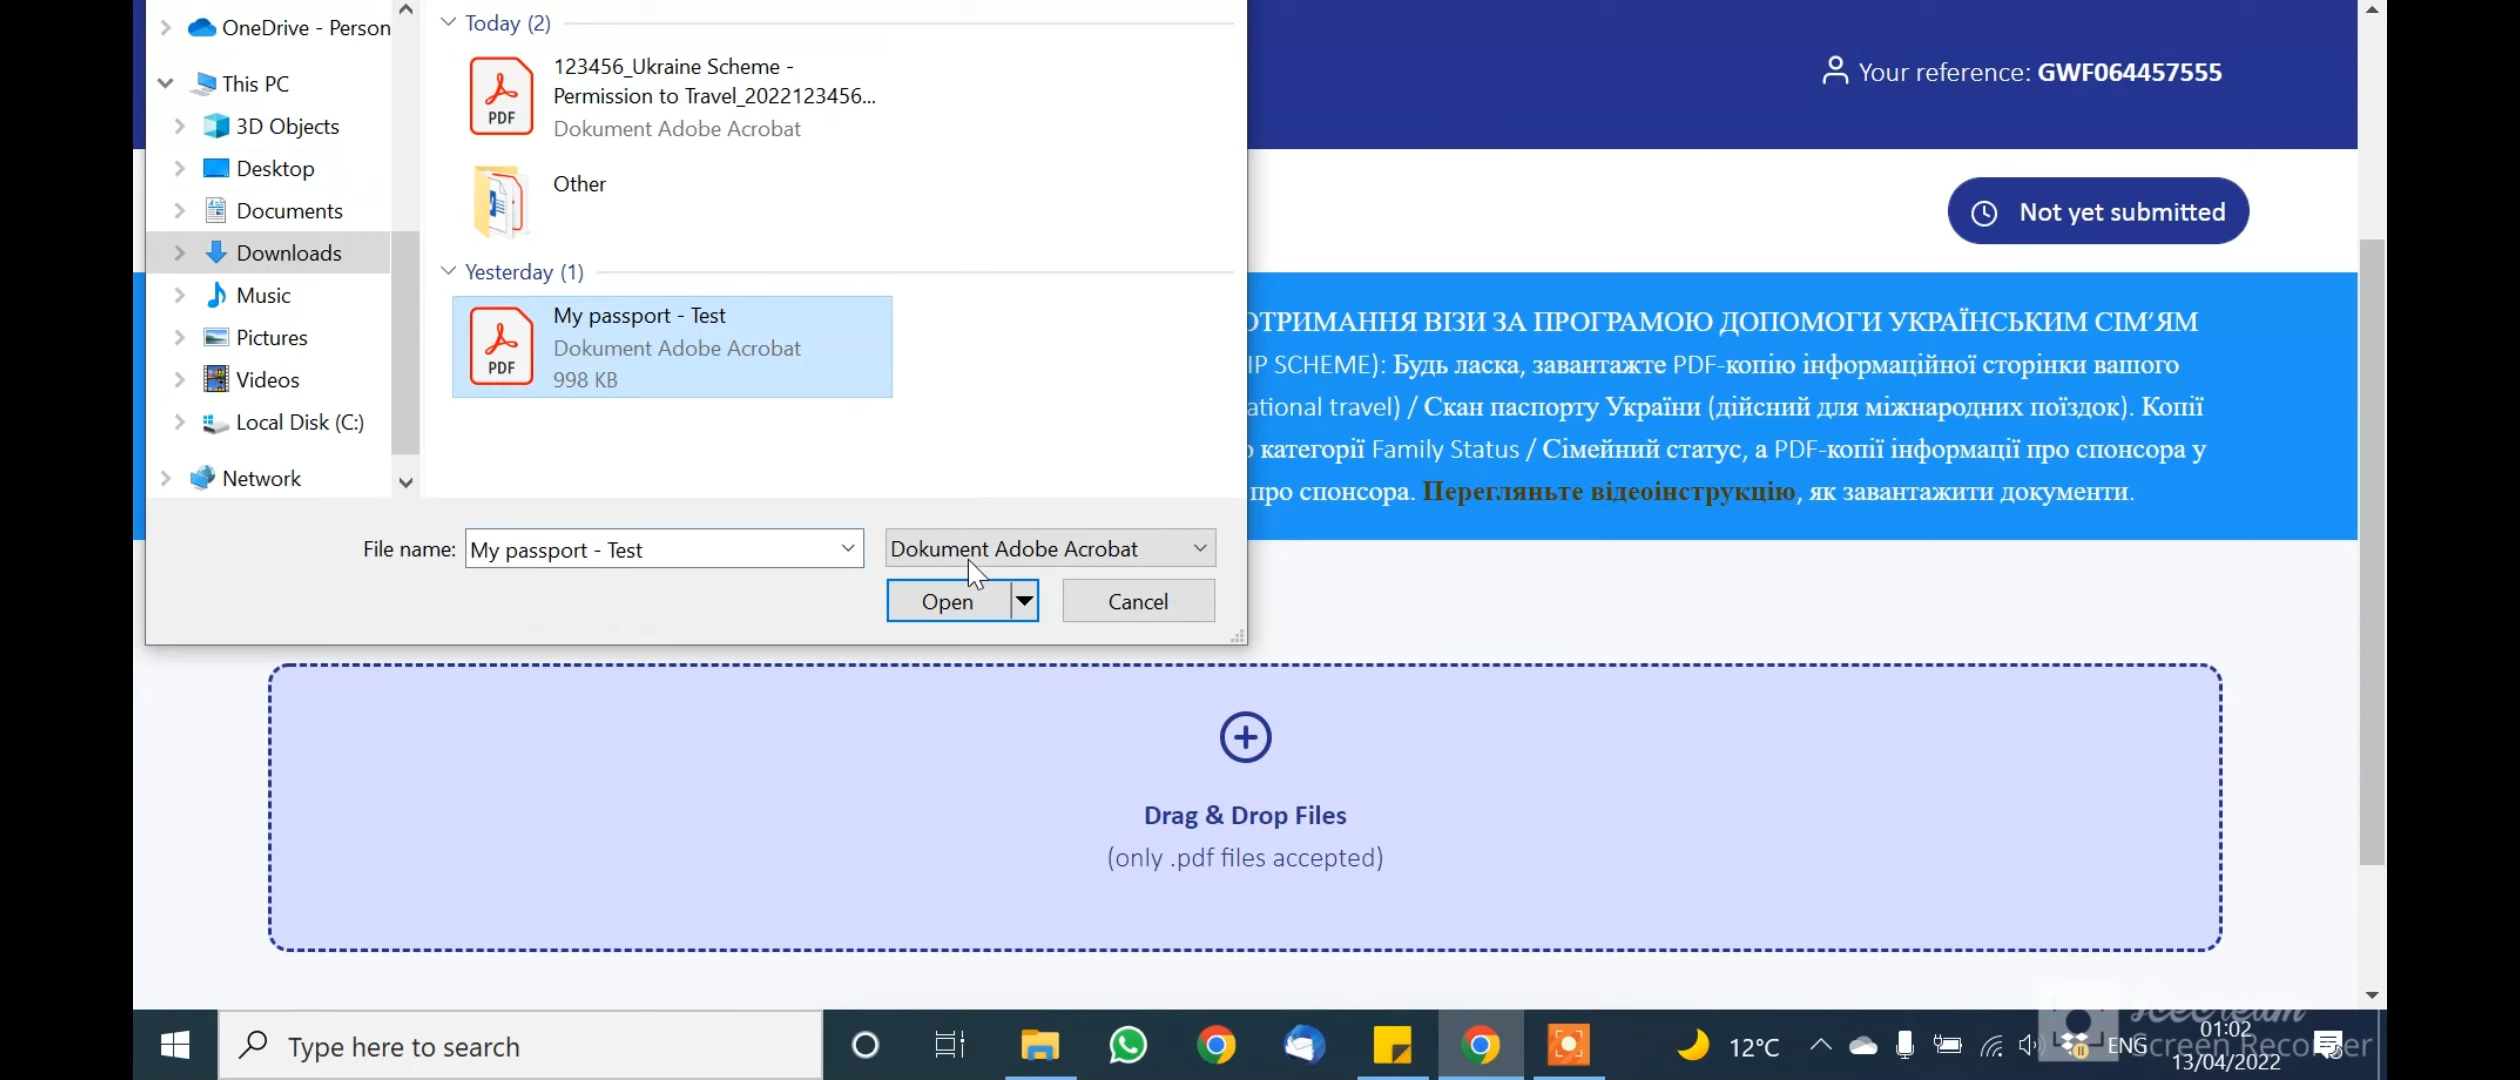 OneDrive - Person
This PC
3D Objects
Desktop
Documents
Downloads
Music
Pictures
Videos
Local Disk (C:)
Network
Today (2)
PDF
123456_Ukraine Scheme -
Permission to Travel_2022123456...
Dokument Adobe Acrobat
Other
Yesterday (1)
PDF
My passport - Test
Dokument Adobe Acrobat
998 KB
File name:
My passport - Test
Dokument Adobe Acrobat
Open
Cancel
Your reference: GWF064457555
Not yet submitted
ОТРИМАННЯ ВІЗИ ЗА ПРОГРАМОЮ ДОПОМОГИ УКРАЇНСЬКИМ СІМ’ЯМ
IP SCHEME): Будь ласка, завантажте PDF-копію інформаційної сторінки вашого
ational travel) / Скан паспорту України (дійсний для міжнародних поїздок). Копії
категорії Family Status / Сімейний статус, а PDF-копії інформації про спонсора у
про спонсора. Перегляньте відеоінструкцію, як завантажити документи.
Drag & Drop Files
(only .pdf files accepted)
Type here to search
12°C
ENG
01:02
13/04/2022
Icecream
Screen Recorder